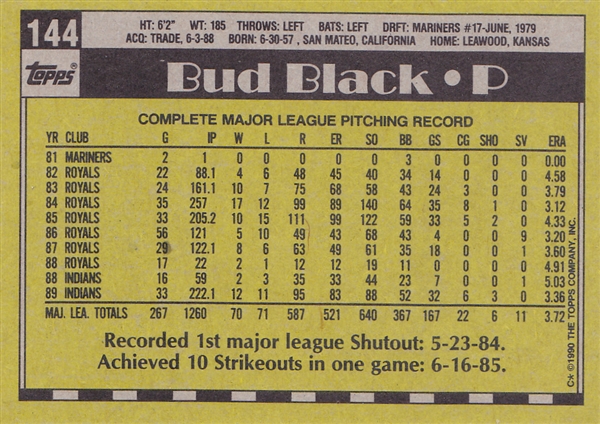 144
HT: 6'2" WT: 185 THROWS: LEFT BATS: LEFT DRFT: MARINERS #17-JUNE, 1979
ACQ: TRADE, 6-3-88 BORN: 6-30-57, SAN MATEO, CALIFORNIA HOME: LEAWOOD, KANSAS
Topps®
Bud Black • P
COMPLETE MAJOR LEAGUE PITCHING RECORD
YR CLUB G IP W L R ER SO BB GS CG SHO SV ERA
81 MARINERS 2 1 0 0 0 0 0 3 0 0 0 0 0.00
82 ROYALS 22 88.1 4 6 48 45 40 34 14 0 0 0 4.58
83 ROYALS 24 161.1 10 7 75 68 58 43 24 3 0 0 3.79
84 ROYALS 35 257 17 12 99 89 140 64 35 8 1 0 3.12
85 ROYALS 33 205.2 10 15 111 99 122 59 33 5 2 0 4.33
86 ROYALS 56 121 5 10 49 43 68 43 4 0 0 9 3.20
87 ROYALS 29 122.1 8 6 63 49 61 35 18 0 0 1 3.60
88 ROYALS 17 22 2 1 12 12 19 11 0 0 0 0 4.91
88 INDIANS 16 59 2 3 35 33 44 23 7 0 0 1 5.03
89 INDIANS 33 222.1 12 11 95 83 88 52 32 6 3 0 3.36
MAJ. LEA. TOTALS 267 1260 70 71 587 521 640 367 167 22 6 11 3.72
Recorded 1st major league Shutout: 5-23-84.
Achieved 10 Strikeouts in one game: 6-16-85.
C* ©1990 THE TOPPS COMPANY, INC.